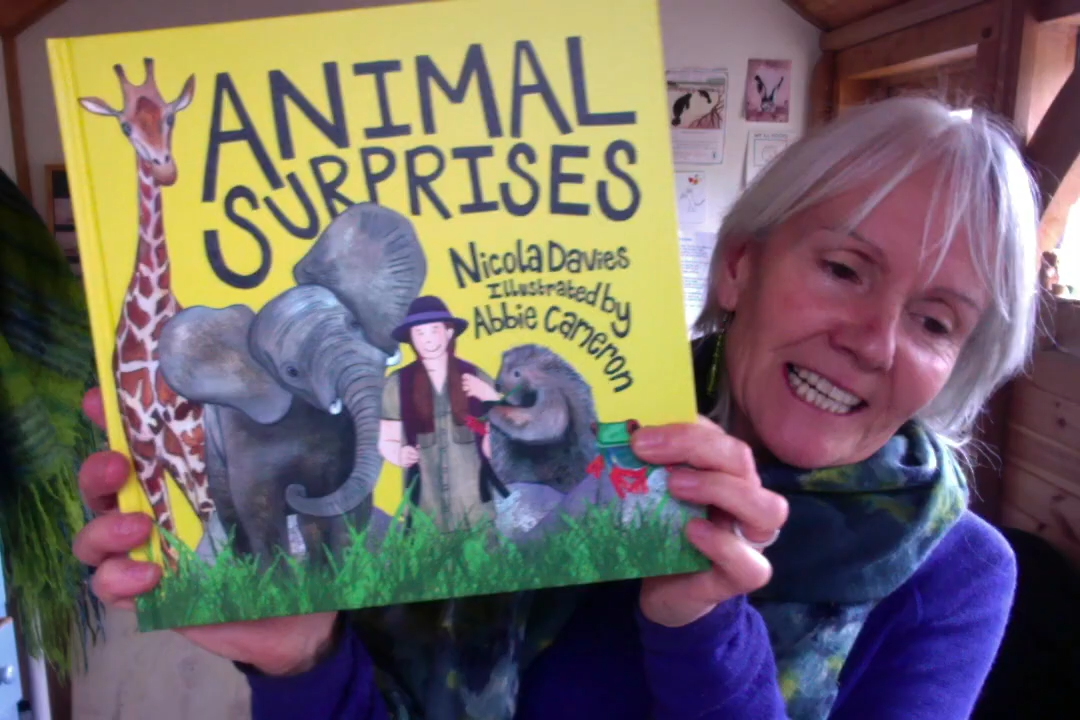 ANIMAL
SURPRISES
Nicola Davies
Illustrated by
Abbie Cameron